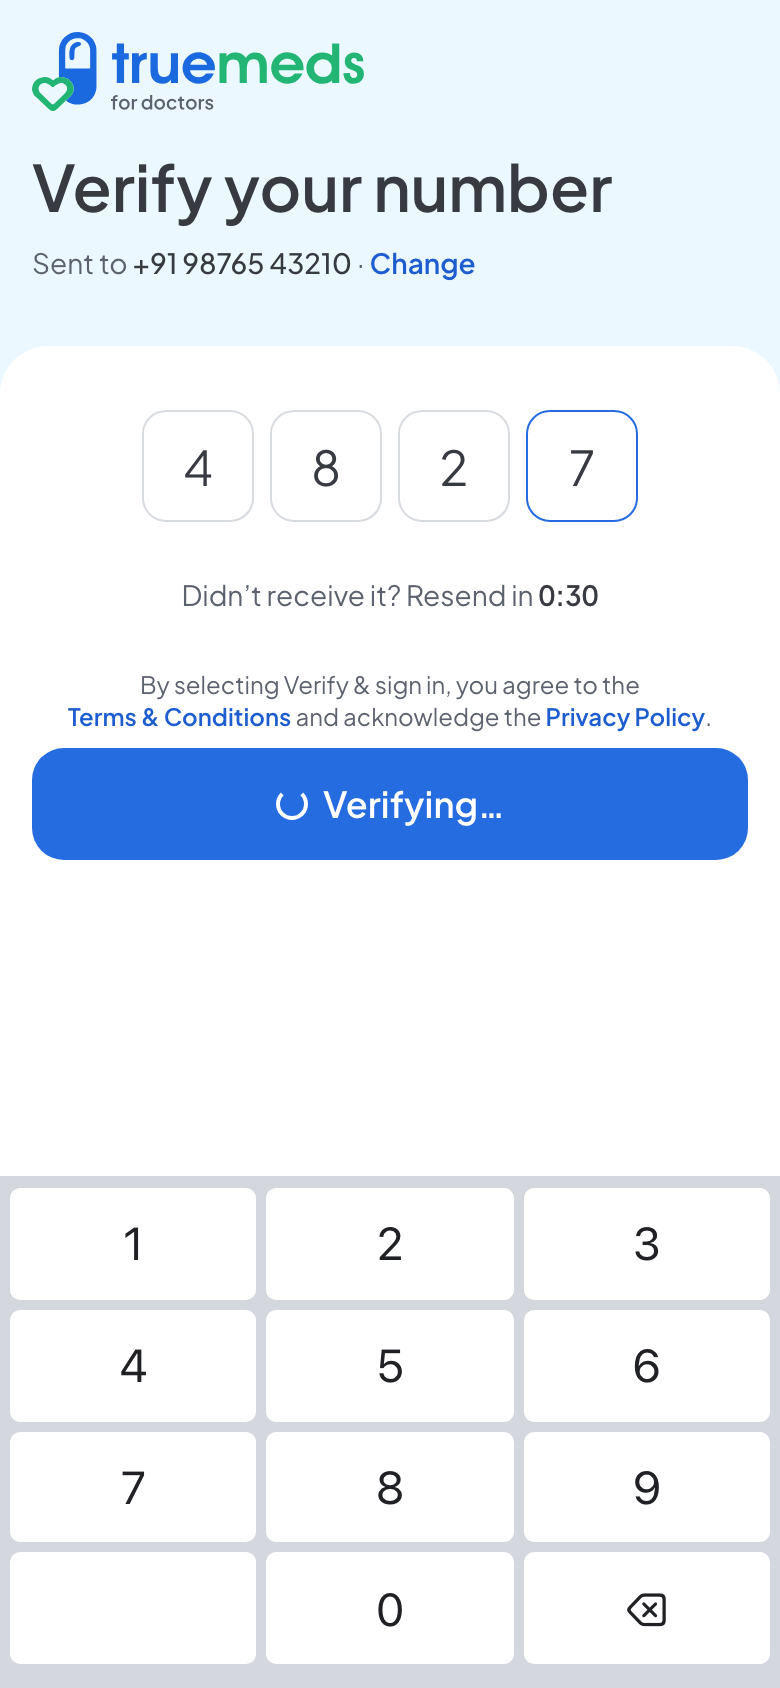 truemeds
for doctors
Verify your number
Sent to +91 98765 43210 · Change
4 8 2 7
Didn’t receive it? Resend in 0:30
By selecting Verify & sign in, you agree to the
Terms & Conditions and acknowledge the Privacy Policy.
Verifying...
1 2 3
4 5 6
7 8 9
0